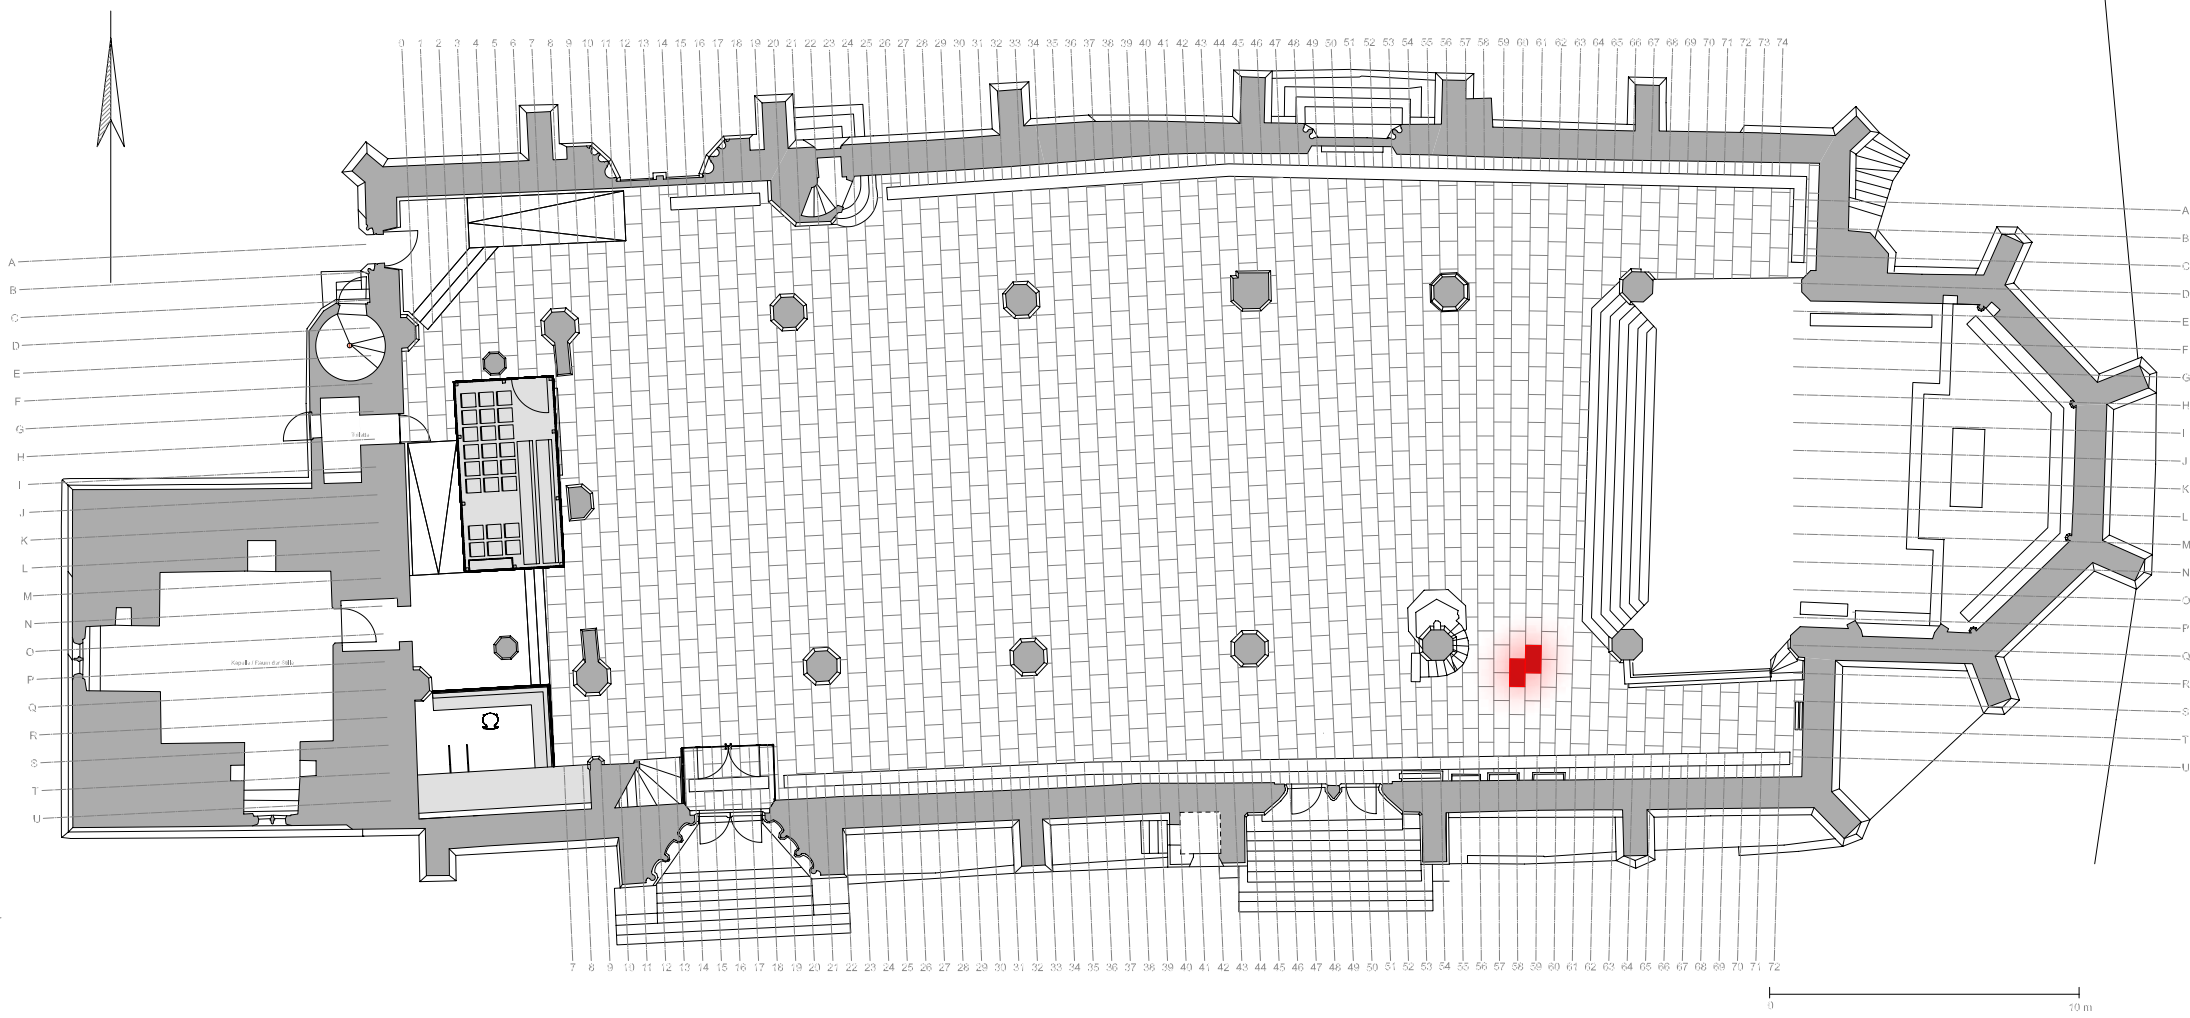 0 1 2 3 4 5 6 7 8 9 10 11 12 13 14 15 16 17 18 19 20 21 22 23 24 25 26 27 28 29 30 31 32 33 34 35 36 37 38 39 40 41 42 43 44 45 46 47 48 49 50 51 52 53 54 55 56 57 58 59 60 61 62 63 64 65 66 67 68 69 70 71 72 73 74
A
B
C
D
E
F
G
H
I
J
K
L
M
N
O
P
Q
R
S
T
U
A
B
C
D
E
F
G
H
I
J
K
L
M
N
O
P
Q
R
S
T
U
7 8 9 10 11 12 13 14 15 16 17 18 19 20 21 22 23 24 25 26 27 28 29 30 31 32 33 34 35 36 37 38 39 40 41 42 43 44 45 46 47 48 49 50 51 52 53 54 55 56 57 58 59 60 61 62 63 64 65 66 67 68 69 70 71 72
0 10 m